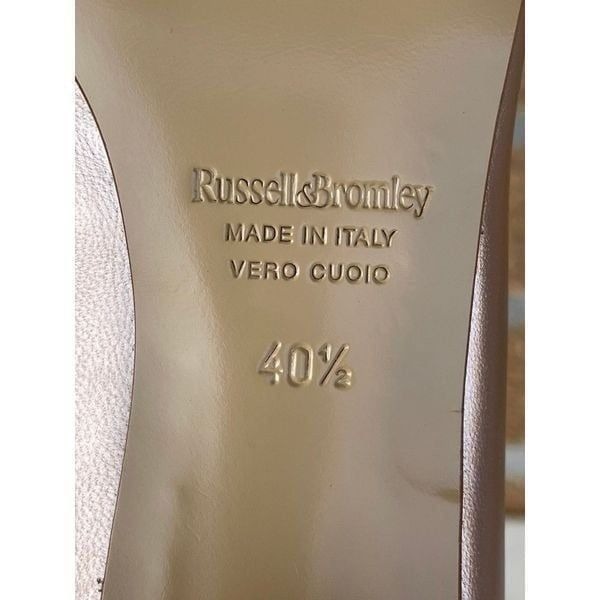 Russell&Bromley
MADE IN ITALY
VERO CUOIO
40½